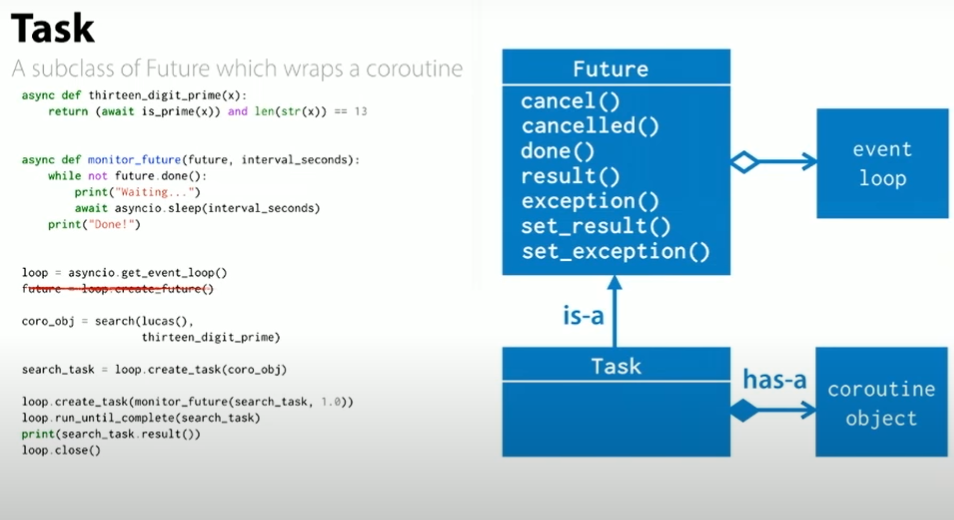 Task
A subclass of Future which wraps a coroutine
async def thirteen_digit_prime(x):
    return (await is_prime(x)) and len(str(x)) == 13
async def monitor_future(future, interval_seconds):
    while not future.done():
        print("Waiting...")
        await asyncio.sleep(interval_seconds)
    print("Done!")
loop = asyncio.get_event_loop()
future = loop.create_future()
coro_obj = search(lucas(),
                  thirteen_digit_prime)
search_task = loop.create_task(coro_obj)
loop.create_task(monitor_future(search_task, 1.0))
loop.run_until_complete(search_task)
print(search_task.result())
loop.close()
Future
cancel()
cancelled()
done()
result()
exception()
set_result()
set_exception()
event
loop
is-a
Task
has-a
coroutine
object